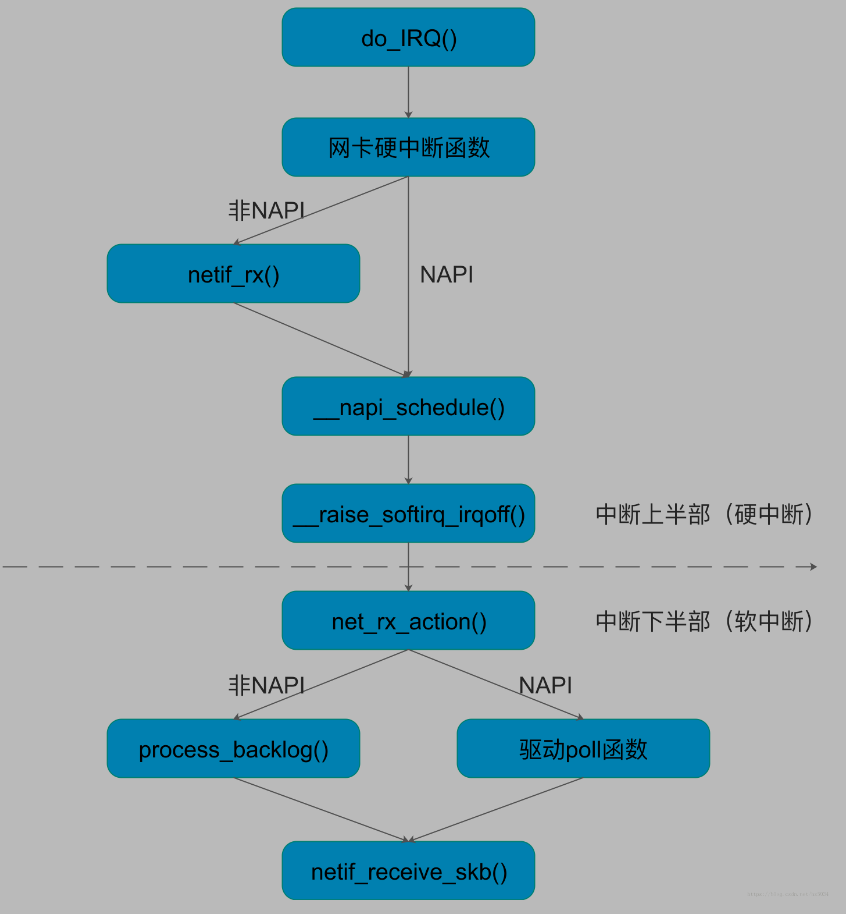 do_IRQ()
网卡硬中断函数
非NAPI
netif_rx()
NAPI
__napi_schedule()
__raise_softirq_irqoff()
中断上半部（硬中断）
net_rx_action()
中断下半部（软中断）
非NAPI
NAPI
process_backlog()
驱动poll函数
netif_receive_skb()